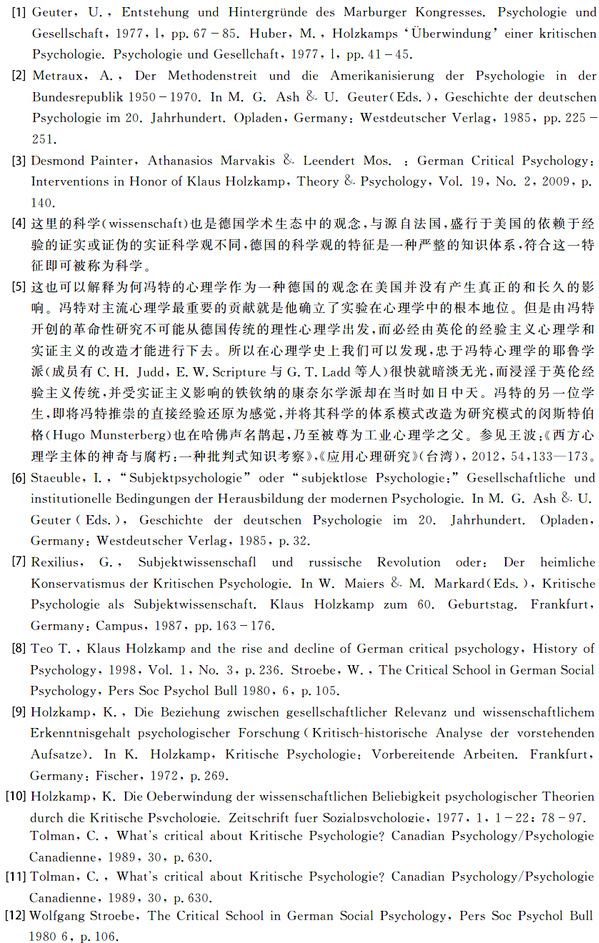 [1] Geuter, U., Entstehung und Hintergründe des Marburger Kongresses. Psychologie und
Gesellschaft, 1977, l, pp. 67-85. Huber, M., Holzkamps ‘Überwindung’ einer kritischen
Psychologie. Psychologie und Gesellchaft, 1977, l, pp. 41-45.
[2] Metraux, A., Der Methodenstreit und die Amerikanisierung der Psychologie in der
Bundesrepublik 1950-1970. In M. G. Ash & U. Geuter(Eds.), Geschichte der deutschen
Psychologie im 20. Jahrhundert. Opladen, Germany: Westdeutscher Verlag, 1985, pp. 225-
251.
[3] Desmond Painter, Athanasios Marvakis & Leendert Mos. : German Critical Psychology:
Interventions in Honor of Klaus Holzkamp, Theory & Psychology, Vol. 19, No. 2, 2009, p.
140.
[4] 这里的科学(wissenschaft)也是德国学术生态中的观念,与源自法国,盛行于美国的依赖于经
验的证实或证伪的实证科学观不同,德国的科学观的特征是一种严整的知识体系,符合这一特
征即可被称为科学。
[5] 这也可以解释为何冯特的心理学作为一种德国的观念在美国并没有产生真正的和长久的影
响。冯特对主流心理学最重要的贡献就是他确立了实验在心理学中的根本地位。但是由冯特
开创的革命性研究不可能从德国传统的理性心理学出发,而必经由英伦的经验主义心理学和
实证主义的改造才能进行下去。所以在心理学史上我们可以发现,忠于冯特心理学的耶鲁学
派(成员有 C. H. Judd, E. W. Scripture 与 G. T. Ladd 等人)很快就暗淡无光,而浸淫于英伦经
验主义传统,并受实证主义影响的铁钦纳的康奈尔学派却在当时如日中天。冯特的另一位学
生,即将冯特推崇的直接经验还原为感觉,并将其科学的体系模式改造为研究模式的闵斯特伯
格(Hugo Munsterberg)也在哈佛声名鹊起,乃至被尊为工业心理学之父。参见王波:《西方心
理学主体的神奇与腐朽:一种批判式知识考察》,《应用心理研究》(台湾), 2012, 54,133—173。
[6] Staeuble, I., “Subjektpsychologie” oder “subjektlose Psychologie:” Gesellschaftliche und
institutionelle Bedingungen der Herausbildung der modernen Psychologie. In M. G. Ash & U.
Geuter (Eds.), Geschichte der deutschen Psychologie im 20. Jahrhundert. Opladen,
Germany: Westdeutscher Verlag, 1985, p. 32.
[7] Rexilius, G., Subjektwissenschafl und russische Revolution oder: Der heimliche
Konservatismus der Kritischen Psychologie. In W. Maiers & M. Markard(Eds.), Kritische
Psychologie als Subjektwissenschaft. Klaus Holzkamp zum 60. Geburtstag. Frankfurt,
Germany: Campus, 1987, pp. 163-176.
[8] Teo T., Klaus Holzkamp and the rise and decline of German critical psychology, History of
Psychology, 1998, Vol. 1, No. 3, p. 236. Stroebe, W., The Critical School in German Social
Psychology, Pers Soc Psychol Bull 1980, 6, p. 105.
[9] Holzkamp, K., Die Beziehung zwischen gesellschaftlicher Relevanz und wissenschaftlichem
Erkenntnisgehalt psychologischer Forschung (Kritisch-historische Analyse der vorstehenden
Aufsatze). In K. Holzkamp, Kritische Psychologie: Vorbereitende Arbeiten. Frankfurt,
Germany: Fischer, 1972, p. 269.
[10] Holzkamp, K. Die Oeberwindung der wissenschaftlichen Beliebigkeit psychologischer Theorien
durch die Kritische Psychologie. Zeitschrift fuer Sozialpsychologie, 1977, 1, 1-22; 78-97.
Tolman, C., What's critical about Kritische Psychologie? Canadian Psychology/Psychologie
Canadienne, 1989, 30, p. 630.
[11] Tolman, C., What's critical about Kritische Psychologie? Canadian Psychology/Psychologie
Canadienne, 1989, 30, p. 630.
[12] Wolfgang Stroebe, The Critical School in German Social Psychology, Pers Soc Psychol Bull
1980 6, p. 106.